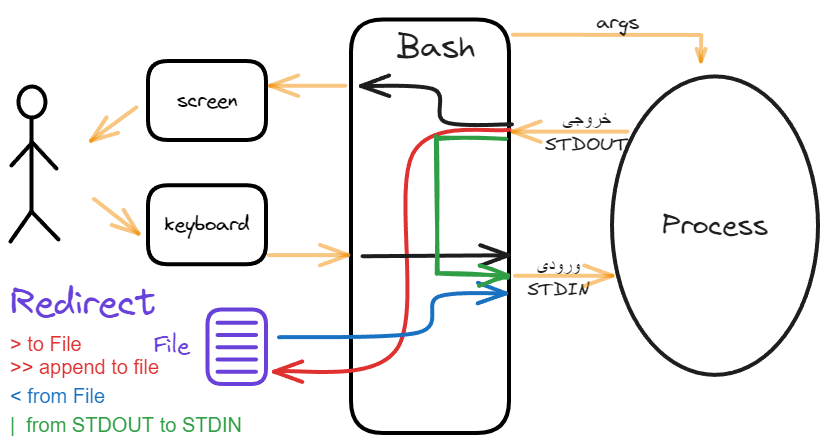 args
Bash
screen
خروجی
STDOUT
keyboard
Process
ورودی
STDIN
Redirect
File
> to File
>> append to file
< from File
| from STDOUT to STDIN